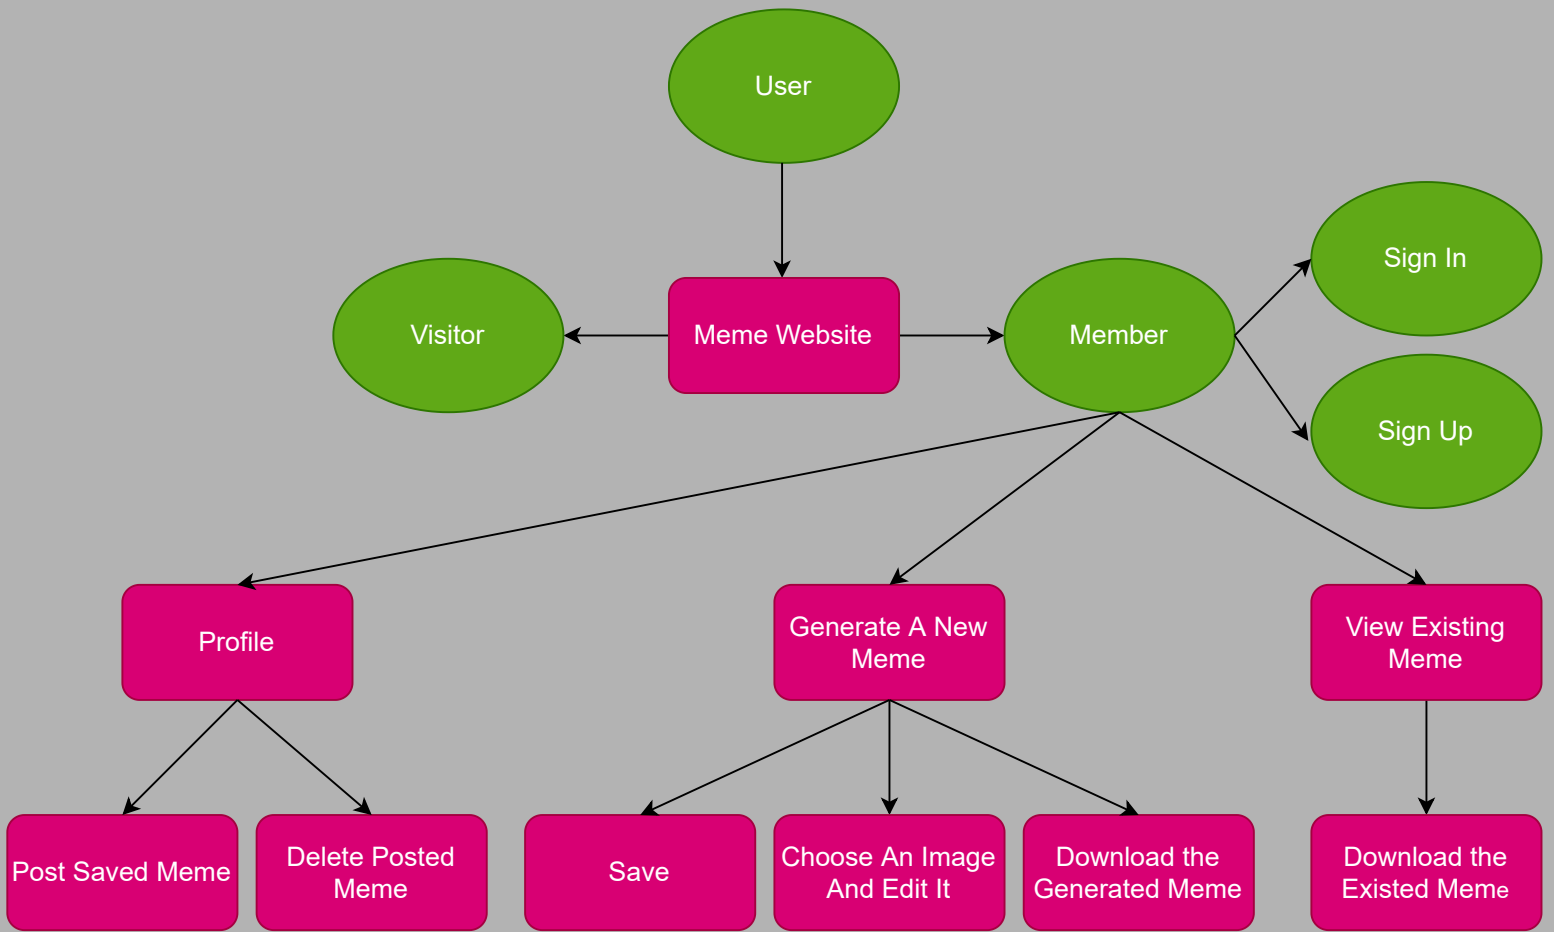 User
Sign In
Visitor
Meme Website
Member
Sign Up
Profile
Generate A New
Meme
View Existing
Meme
Post Saved Meme
Delete Posted
Meme
Save
Choose An Image
And Edit It
Download the
Generated Meme
Download the
Existed Meme